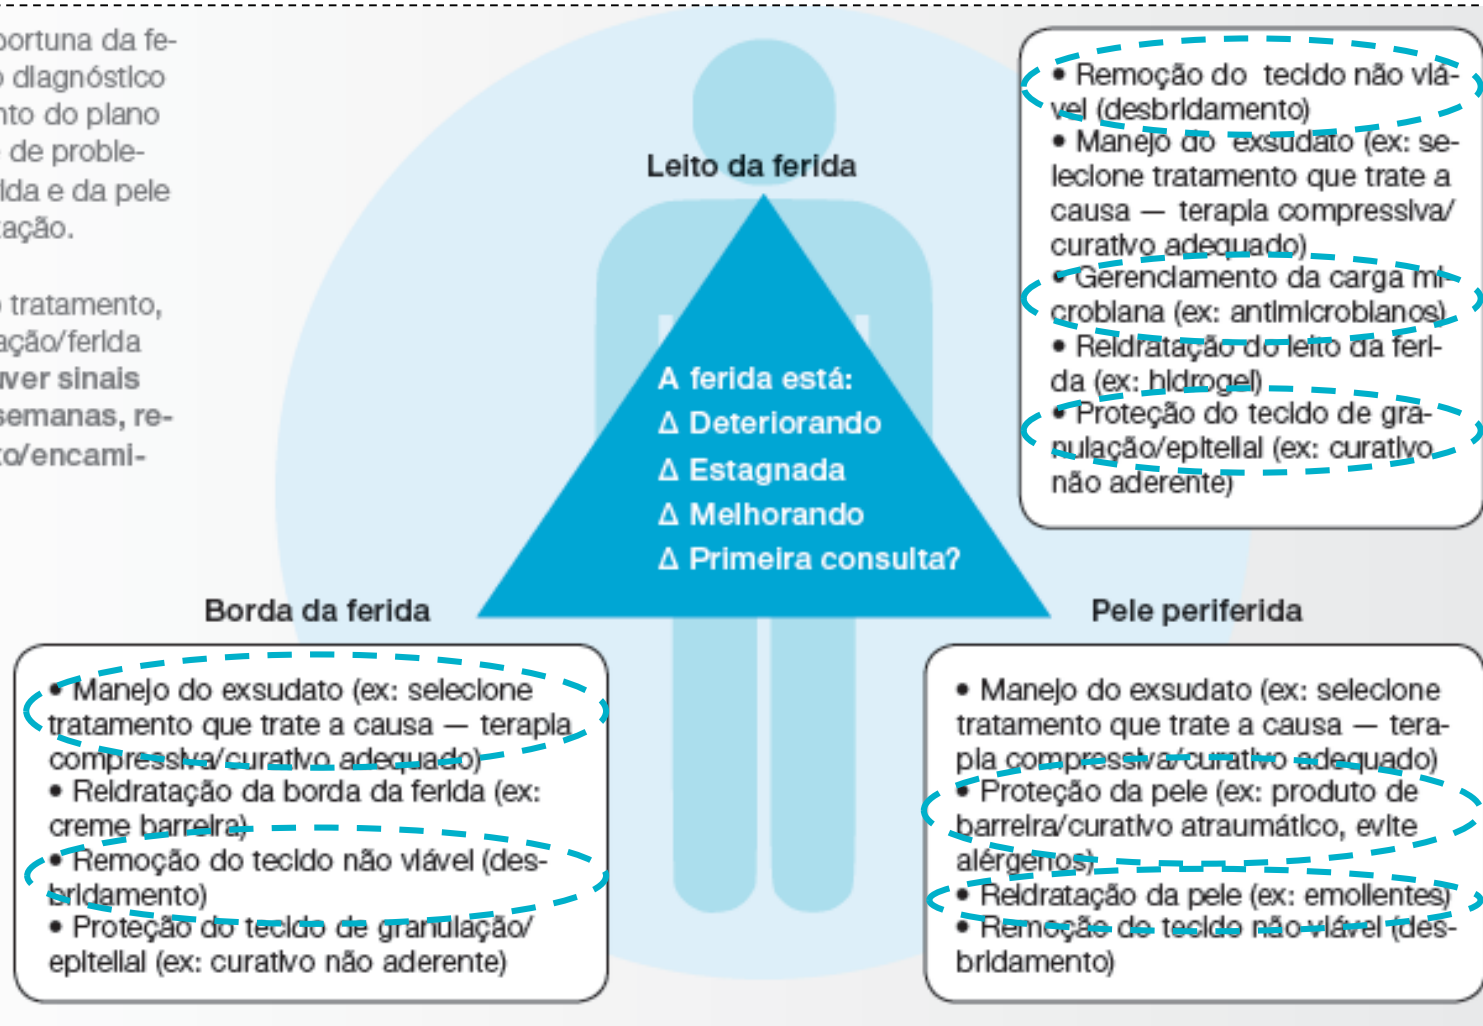 portuna da fe-
o diagnóstico
nto do plano
e de proble-
rida e da pele
tação.
o tratamento,
ação/ferida
uver sinais
semanas, re-
to/encami-
Leito da ferida
• Remoção do tecido não viá-
vel (desbridamento)
• Manejo do exsudato (ex: se-
lecione tratamento que trate a
causa — terapia compressiva/
curativo adequado)
• Gerenciamento da carga mi-
crobiana (ex: antimicrobianos)
• Reidratação do leito da feri-
da (ex: hidrogel)
• Proteção do tecido de gra-
nulação/epitelial (ex: curativo
não aderente)
A ferida está:
Δ Deteriorando
Δ Estagnada
Δ Melhorando
Δ Primeira consulta?
Borda da ferida
• Manejo do exsudato (ex: selecione
tratamento que trate a causa — terapia
compressiva/curativo adequado)
• Reidratação da borda da ferida (ex:
creme barreira)
• Remoção do tecido não viável (des-
bridamento)
• Proteção do tecido de granulação/
epitelial (ex: curativo não aderente)
Pele periferida
• Manejo do exsudato (ex: selecione
tratamento que trate a causa — tera-
pia compressiva/curativo adequado)
• Proteção da pele (ex: produto de
barreira/curativo atraumático, evite
alérgenos)
• Reidratação da pele (ex: emolientes)
• Remoção do tecido não viável (des-
bridamento)